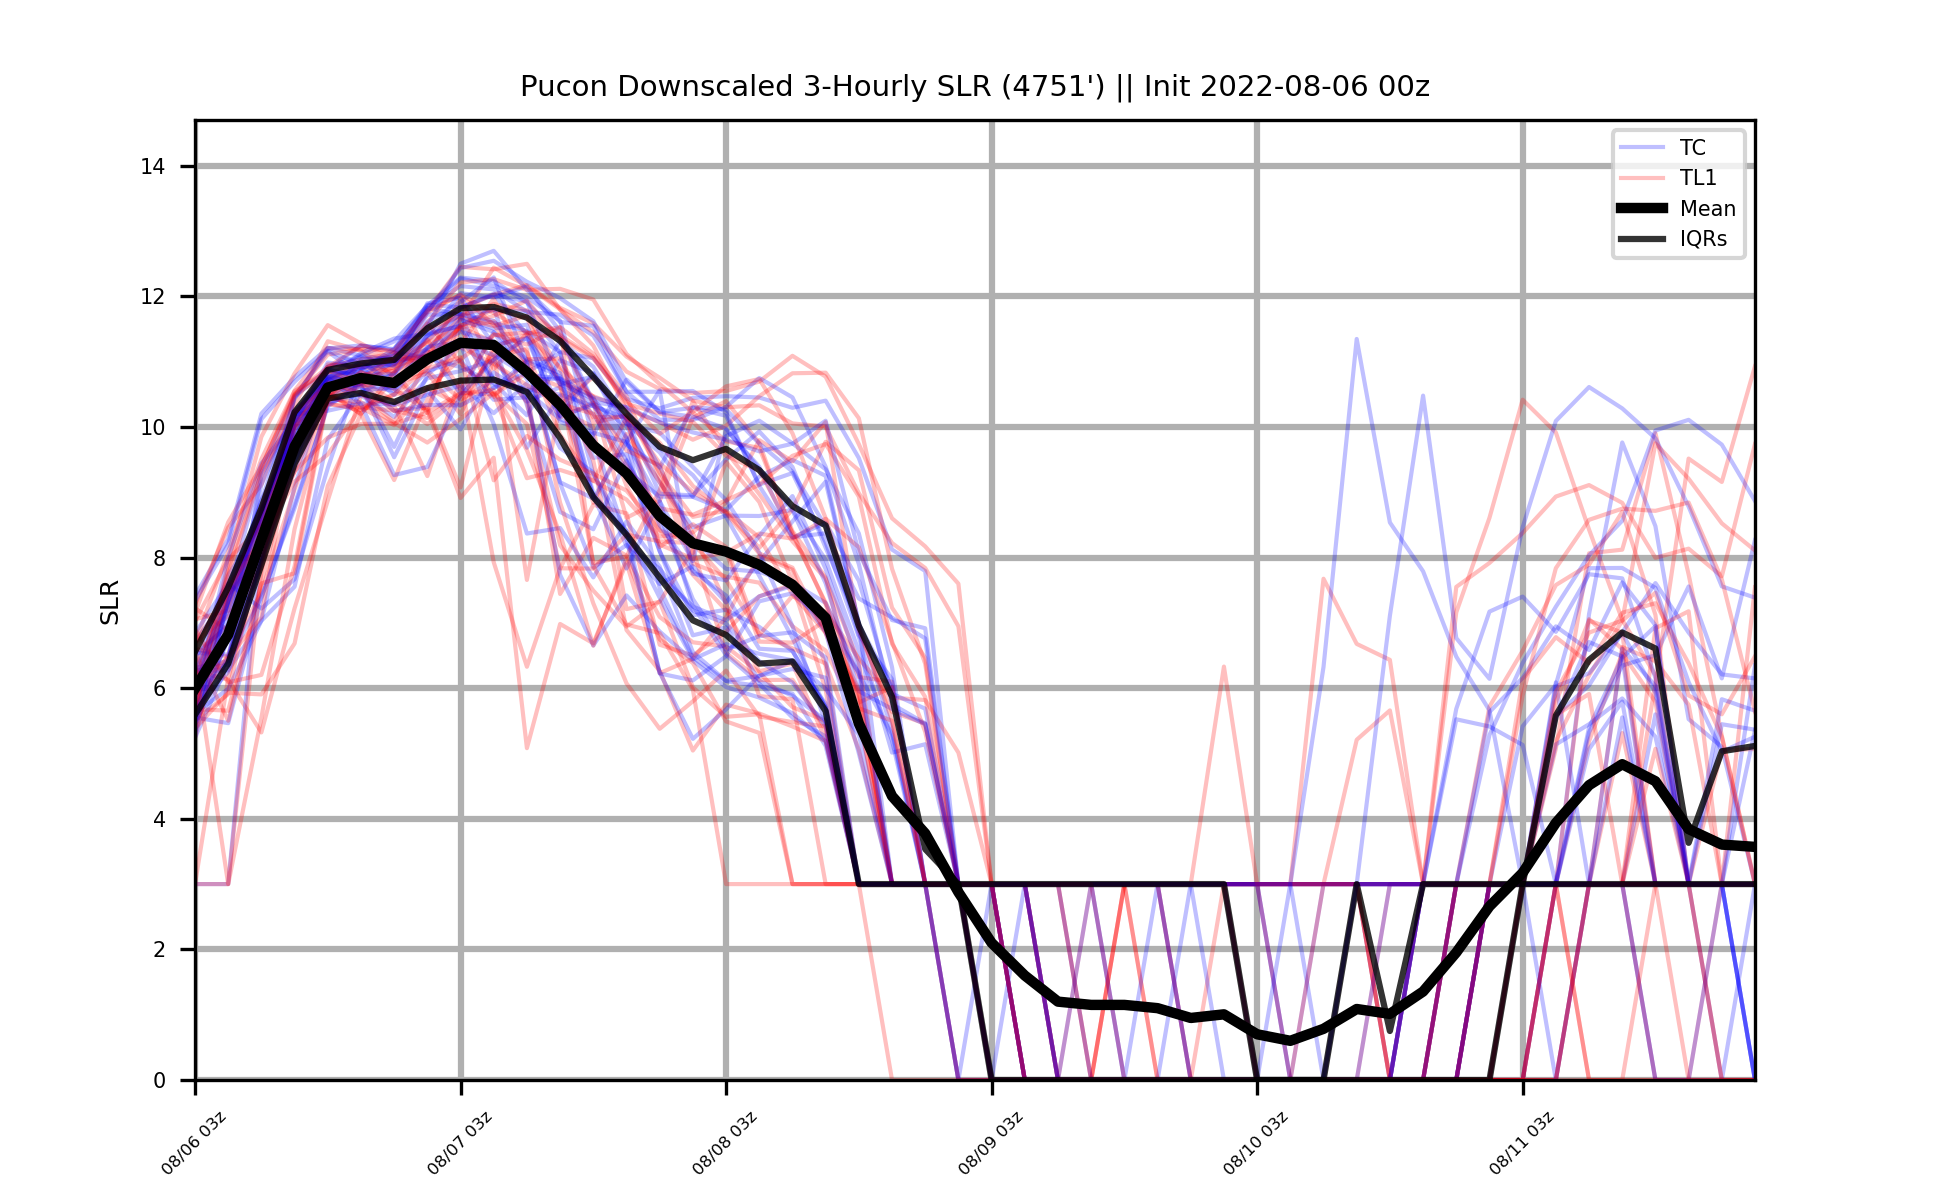 Pucon Downscaled 3-Hourly SLR (4751') || Init 2022-08-06 00z
TC
TL1
Mean
IQRs
SLR
14
12
10
8
6
4
2
0
08/06 03z
08/07 03z
08/08 03z
08/09 03z
08/10 03z
08/11 03z